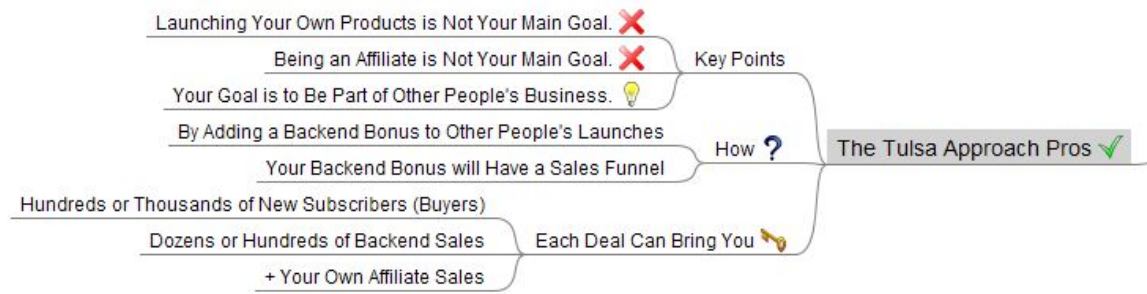 Launching Your Own Products is Not Your Main Goal.
Being an Affiliate is Not Your Main Goal.
Your Goal is to Be Part of Other People's Business.
Key Points
By Adding a Backend Bonus to Other People's Launches
Your Backend Bonus will Have a Sales Funnel
How
The Tulsa Approach Pros
Hundreds or Thousands of New Subscribers (Buyers)
Dozens or Hundreds of Backend Sales
+ Your Own Affiliate Sales
Each Deal Can Bring You